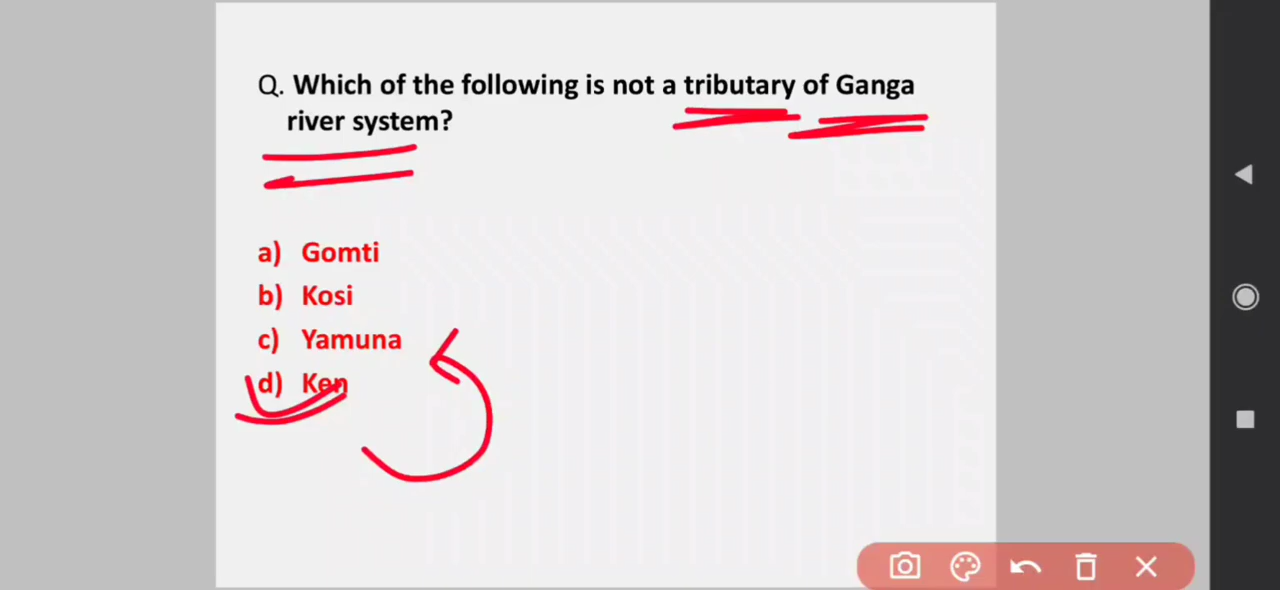 Q. Which of the following is not a tributary of Ganga
river system?
a) Gomti
b) Kosi
c) Yamuna
d) Ken